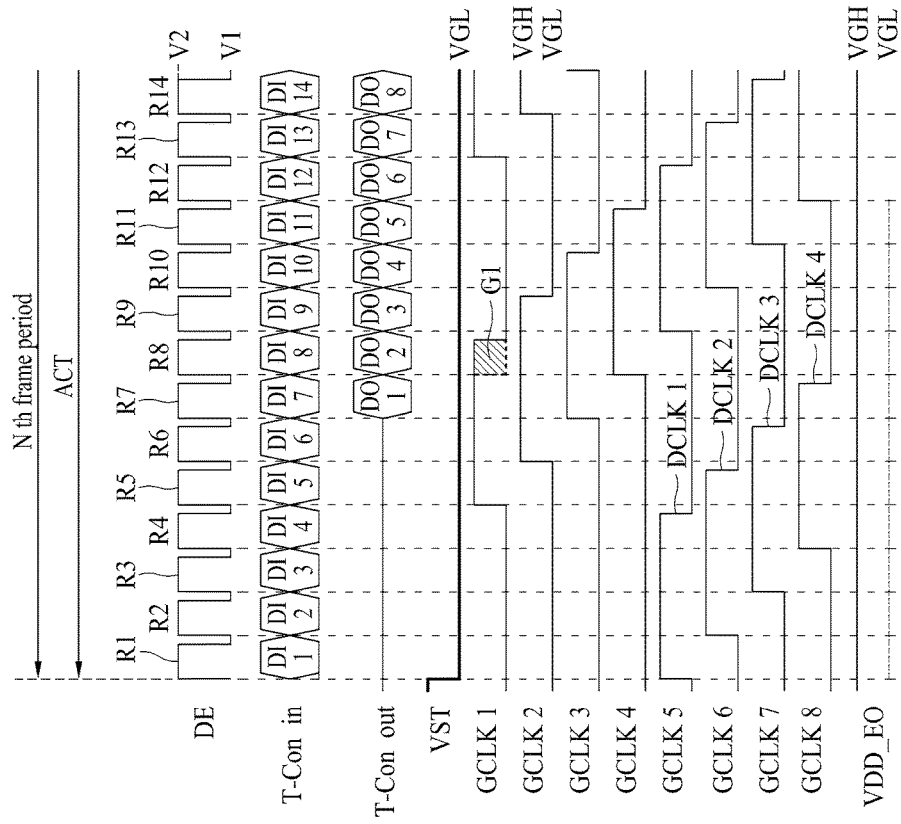 N th frame period
ACT
R1 R2 R3 R4 R5 R6 R7 R8 R9 R10 R11 R12 R13 R14
DE V2 V1
T-Con in DI 1 DI 2 DI 3 DI 4 DI 5 DI 6 DI 7 DI 8 DI 9 DI 10 DI 11 DI 12 DI 13 DI 14
T-Con out DO 1 DO 2 DO 3 DO 4 DO 5 DO 6 DO 7 DO 8
VST VGL
GCLK 1 G1
GCLK 2 VGH VGL
GCLK 3
GCLK 4
GCLK 5 DCLK 1
GCLK 6 DCLK 2
GCLK 7 DCLK 3
GCLK 8 DCLK 4
VDD_EO VGH VGL